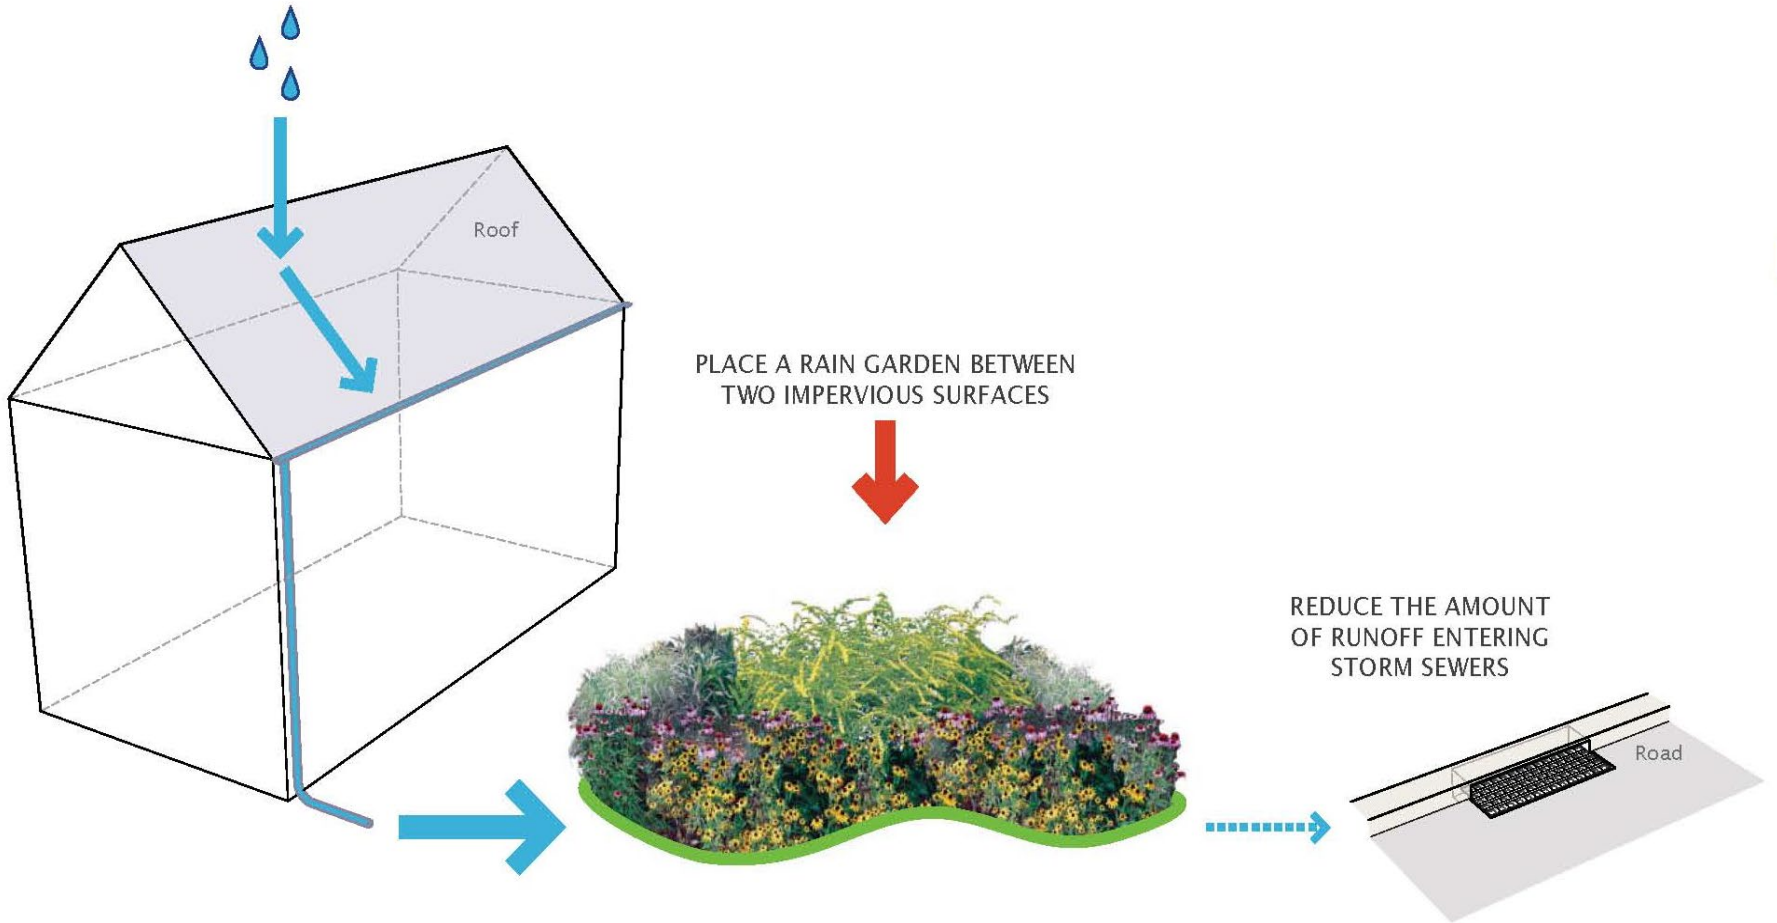 Roof
PLACE A RAIN GARDEN BETWEEN
TWO IMPERVIOUS SURFACES
REDUCE THE AMOUNT
OF RUNOFF ENTERING
STORM SEWERS
Road